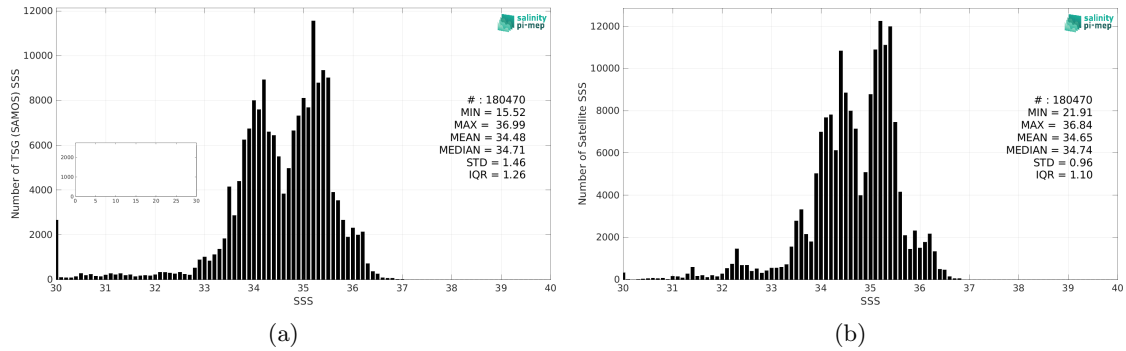 12000
10000
8000
6000
4000
2000
0
Number of TSG (SAMOS) SSS
salinity
pi-mep
# : 180470
MIN = 15.52
MAX = 36.99
MEAN = 34.48
MEDIAN = 34.71
STD = 1.46
IQR = 1.26
2000
1000
0
0 5 10 15 20 25 30
30 31 32 33 34 35 36 37 38 39 40
SSS
(a)
12000
10000
8000
6000
4000
2000
0
Number of Satellite SSS
salinity
pi-mep
# : 180470
MIN = 21.91
MAX = 36.84
MEAN = 34.65
MEDIAN = 34.74
STD = 0.96
IQR = 1.10
30 31 32 33 34 35 36 37 38 39 40
SSS
(b)